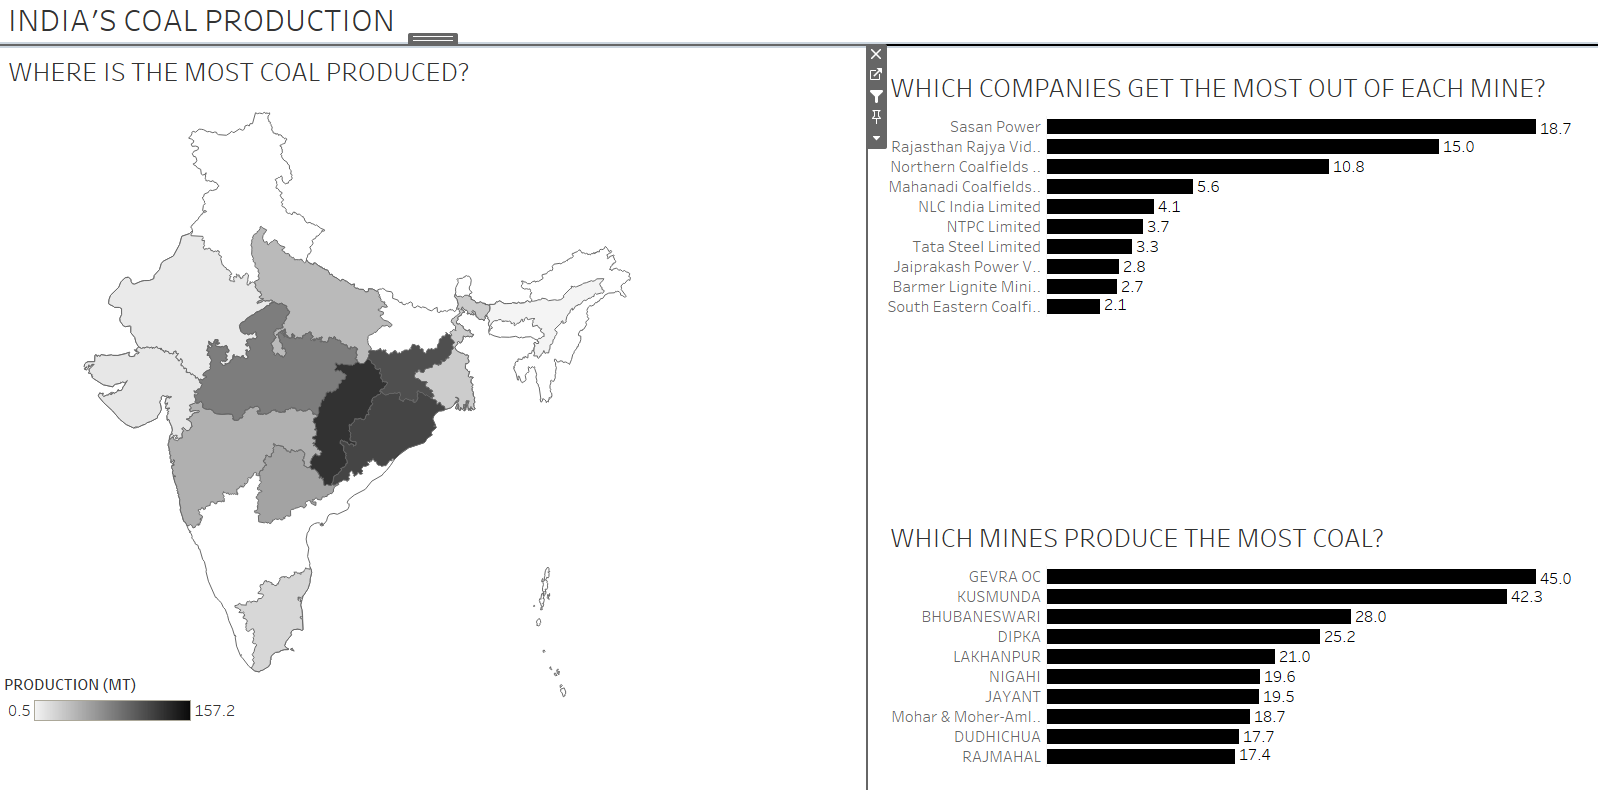 INDIA'S COAL PRODUCTION
WHERE IS THE MOST COAL PRODUCED?
PRODUCTION (MT)
0.5 157.2
WHICH COMPANIES GET THE MOST OUT OF EACH MINE?
Sasan Power 18.7
Rajasthan Rajya Vid.. 15.0
Northern Coalfields .. 10.8
Mahanadi Coalfields.. 5.6
NLC India Limited 4.1
NTPC Limited 3.7
Tata Steel Limited 3.3
Jaiprakash Power V.. 2.8
Barmer Lignite Mini.. 2.7
South Eastern Coalfi.. 2.1
WHICH MINES PRODUCE THE MOST COAL?
GEVRA OC 45.0
KUSMUNDA 42.3
BHUBANESWARI 28.0
DIPKA 25.2
LAKHANPUR 21.0
NIGAHI 19.6
JAYANT 19.5
Mohar & Moher-Aml.. 18.7
DUDHICHUA 17.7
RAJMAHAL 17.4